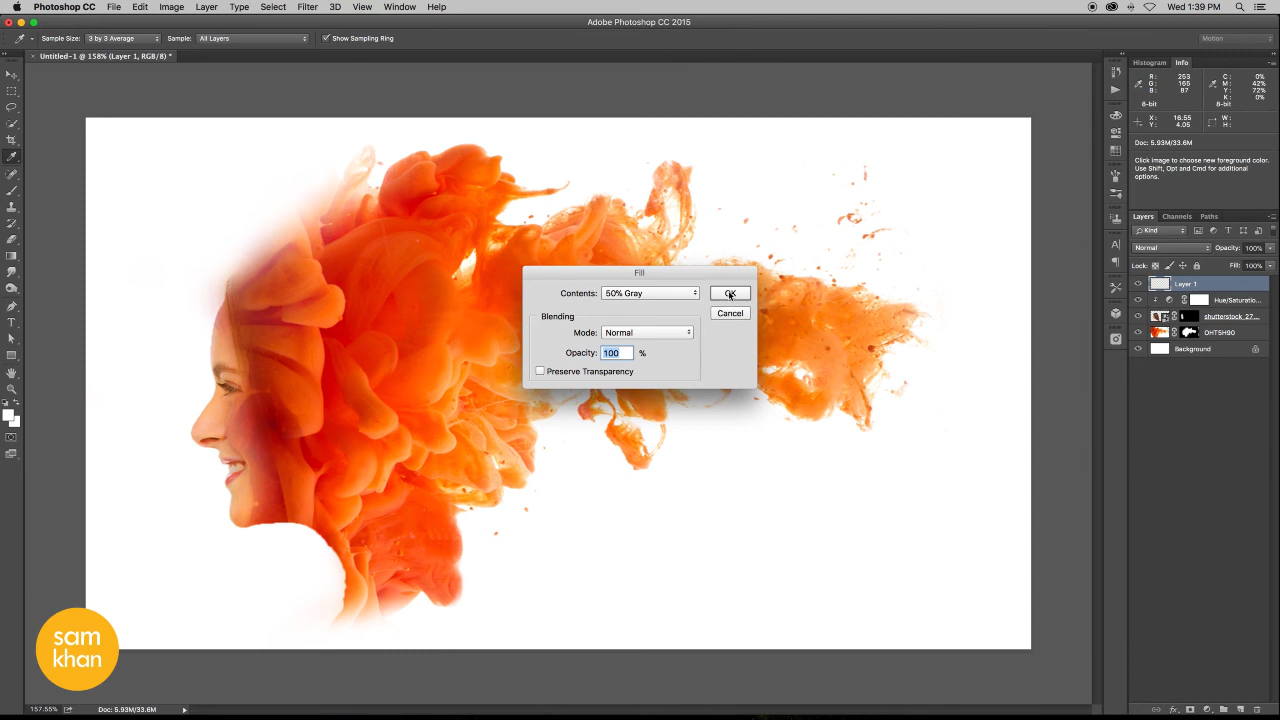 Photoshop CC File Edit Image Layer Type Select Filter 3D View Window Help
Wed 1:39 PM
Adobe Photoshop CC 2015
Sample Size: 3 by 3 Average Sample: All Layers Show Sampling Ring
Motion
× Untitled-1 @ 158% (Layer 1, RGB/8) *
Histogram Info
R: 253 C: 0%
G: 165 M: 42%
B: 87 Y: 72%
K: 0%
8-bit 8-bit
X: 16.55 W:
Y: 4.05 H:
Doc: 5.93M/33.6M
Click image to choose new foreground color.
Use Shift, Opt and Cmd for additional
options.
Layers Channels Paths
Kind
Normal Opacity: 100%
Lock: Fill: 100%
Layer 1
Hue/Saturatio...
shutterstock_27...
OHT5H90
Background
Fill
Contents: 50% Gray OK
Cancel
Blending
Mode: Normal
Opacity: 100 %
Preserve Transparency
sam
khan
157.55% Doc: 5.93M/33.6M
fx